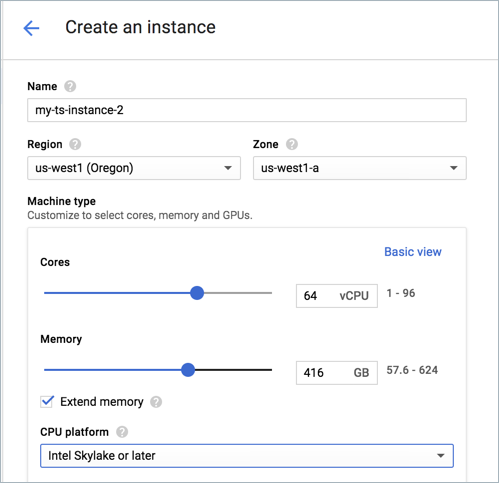 Create an instance
Name ?
my-ts-instance-2
Region ? Zone ?
us-west1 (Oregon) us-west1-a
Machine type
Customize to select cores, memory and GPUs.
Basic view
Cores
64 vCPU 1 - 96
Memory
416 GB 57.6 - 624
Extend memory ?
CPU platform ?
Intel Skylake or later